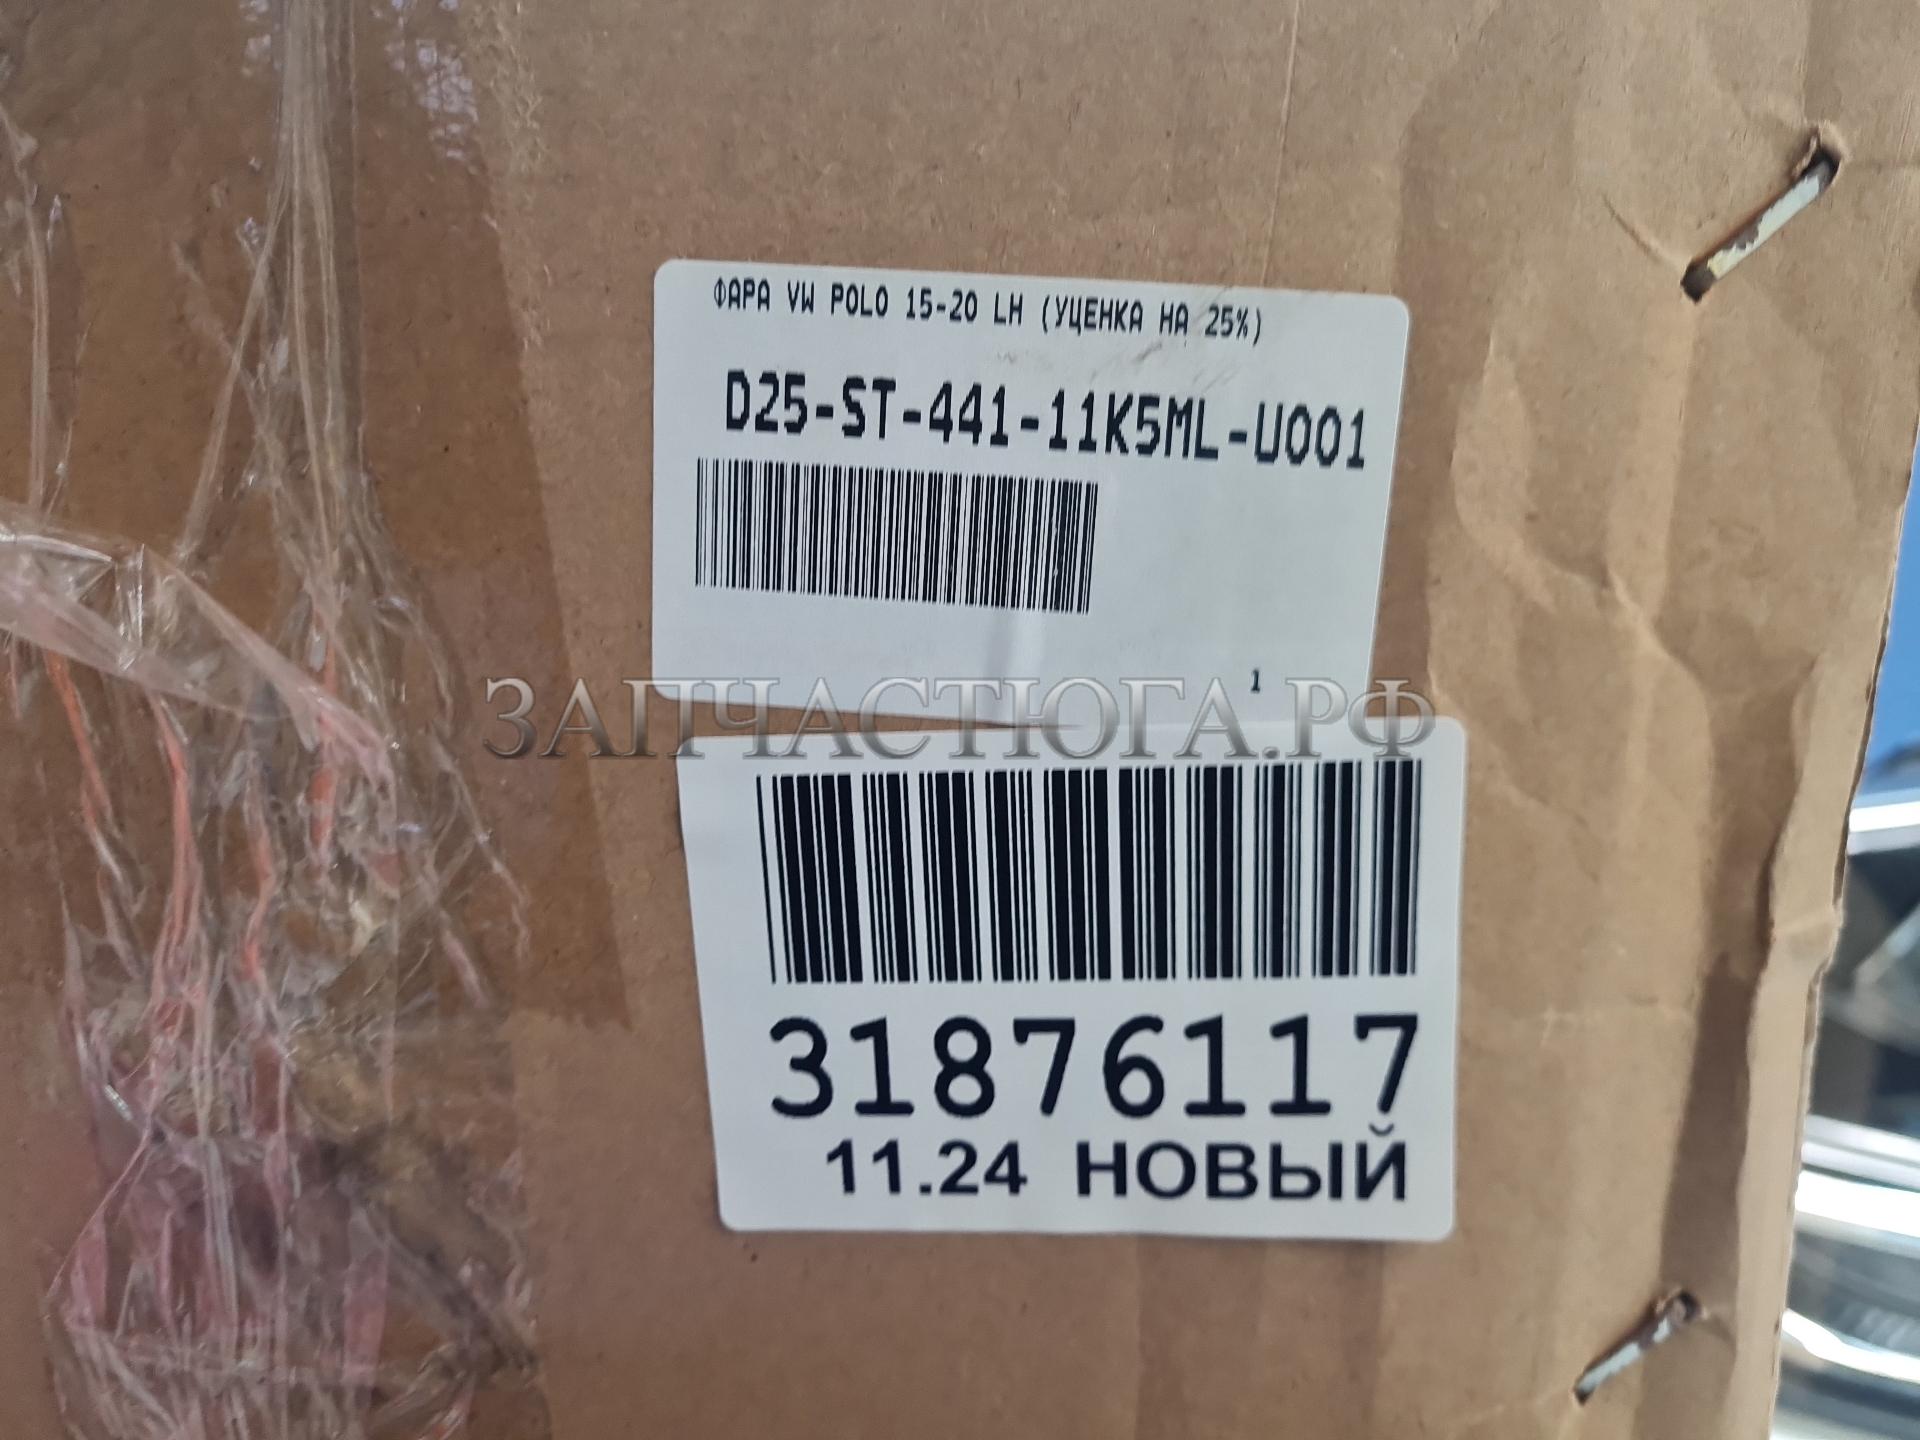 ФАРА VW POLO 15-20 LH (УЦЕНКА НА 25%)
D25-ST-441-11K5ML-U001
1
ЗАПЧАСТЮГА.РФ
31876117
11.24 НОВЫЙ